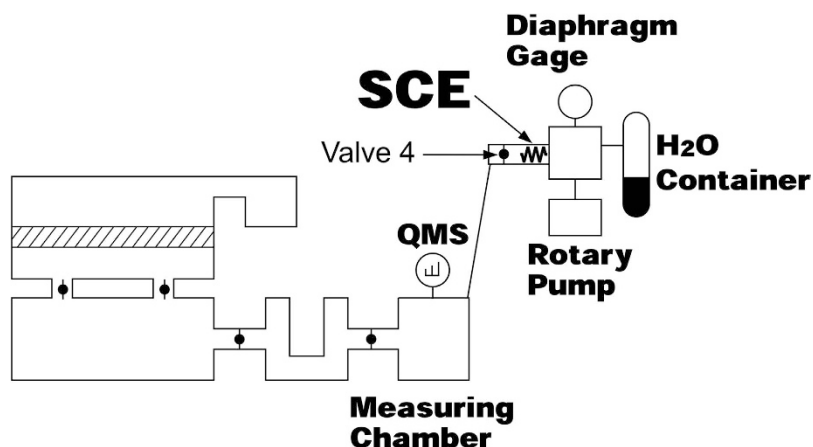 Diaphragm
Gage
SCE
Valve 4
H2O
Container
QMS
Rotary
Pump
Measuring
Chamber